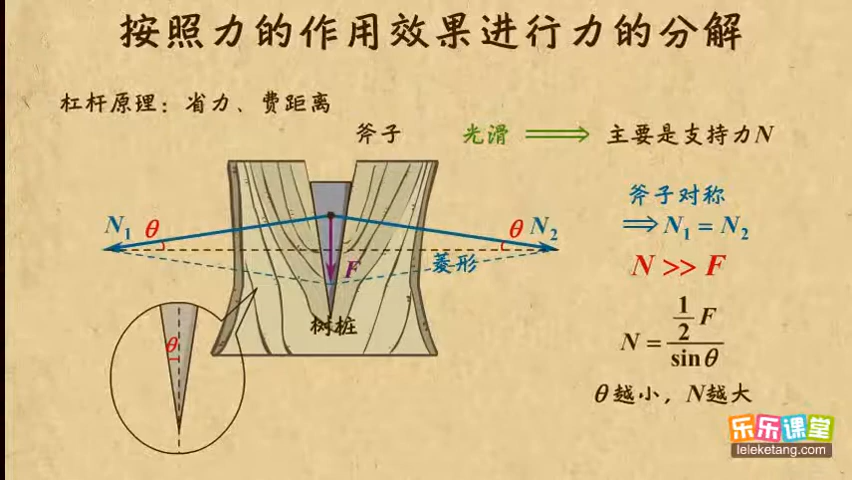 按照力的作用效果进行力的分解
杠杆原理：省力、费距离
斧子 光滑 ⟹ 主要是支持力N
斧子对称
⟹ N₁ = N₂
N₁ θ θ N₂
N >> F
F 菱形
树桩
N = ½F / sinθ
θ
θ越小，N越大
乐乐课堂
leleketang.com